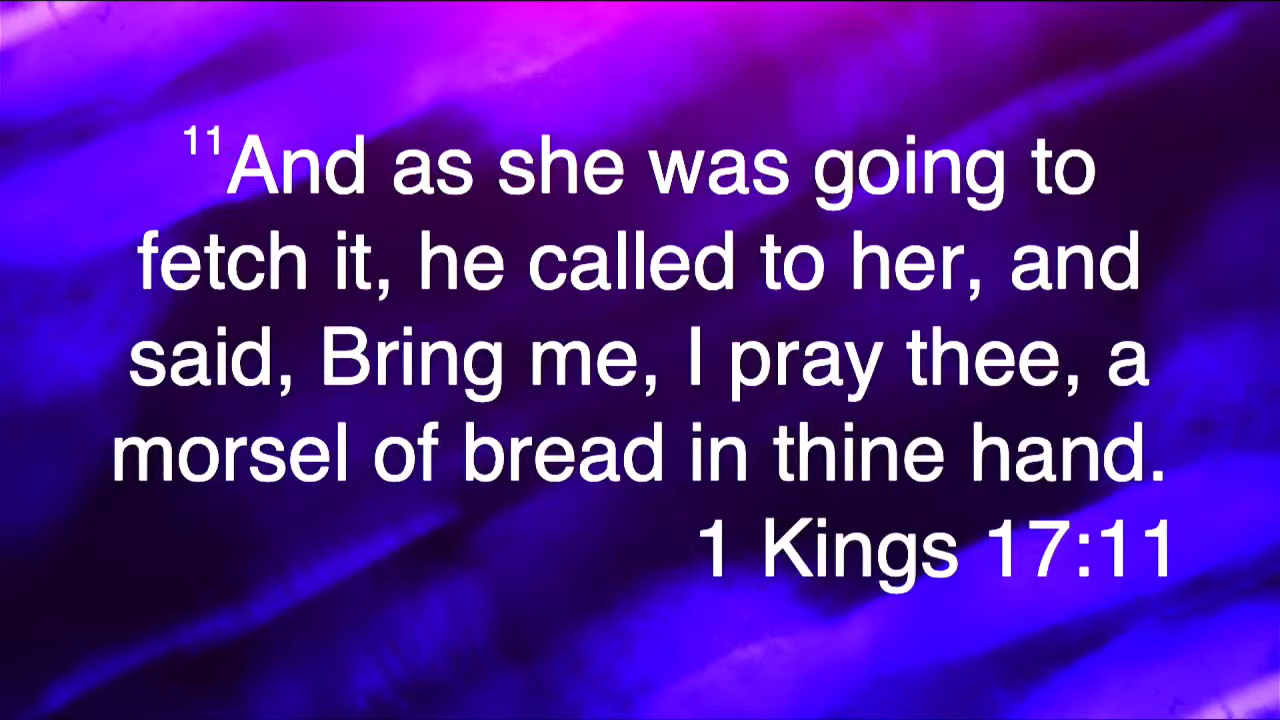 ¹¹And as she was going to
fetch it, he called to her, and
said, Bring me, I pray thee, a
morsel of bread in thine hand.
1 Kings 17:11